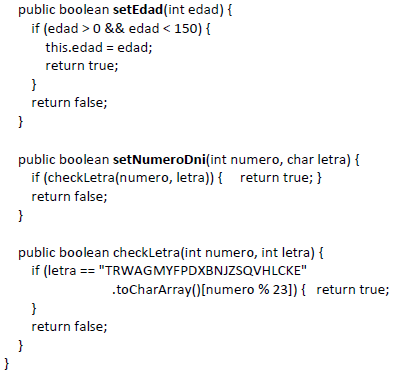 public boolean setEdad(int edad) {
if (edad > 0 && edad < 150) {
this.edad = edad;
return true;
}
return false;
}
public boolean setNumeroDni(int numero, char letra) {
if (checkLetra(numero, letra)) { return true; }
return false;
}
public boolean checkLetra(int numero, int letra) {
if (letra == "TRWAGMYFPDXBNJZSQVHLCKE"
.toCharArray()[numero % 23]) { return true;
}
return false;
}
}